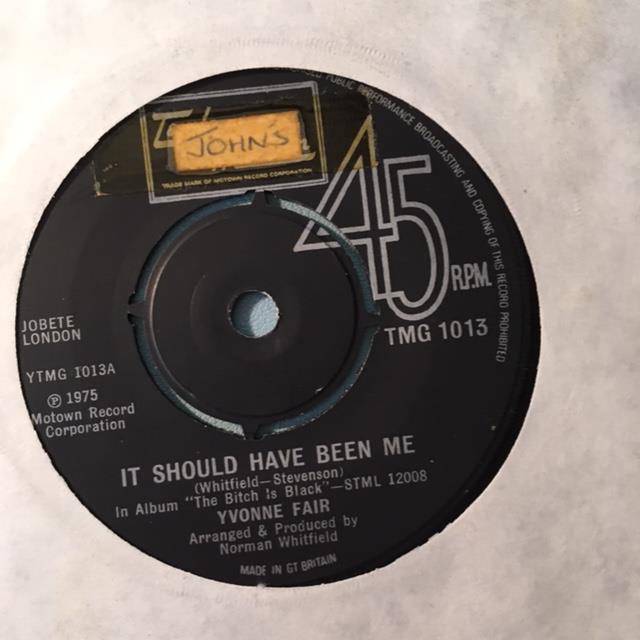 JOHN'S
TRADE MARK OF MOTOWN RECORD CORPORATION
PUBLIC PERFORMANCE BROADCASTING AND COPYING OF THIS RECORD PROHIBITED
45 R.P.M.
TMG 1013
JOBETE
LONDON
YTMG 1013A
℗ 1975
Motown Record
Corporation
IT SHOULD HAVE BEEN ME
(Whitfield—Stevenson)
In Album "The Bitch Is Black"—STML 12008
YVONNE FAIR
Arranged & Produced by
Norman Whitfield
MADE IN GT BRITAIN